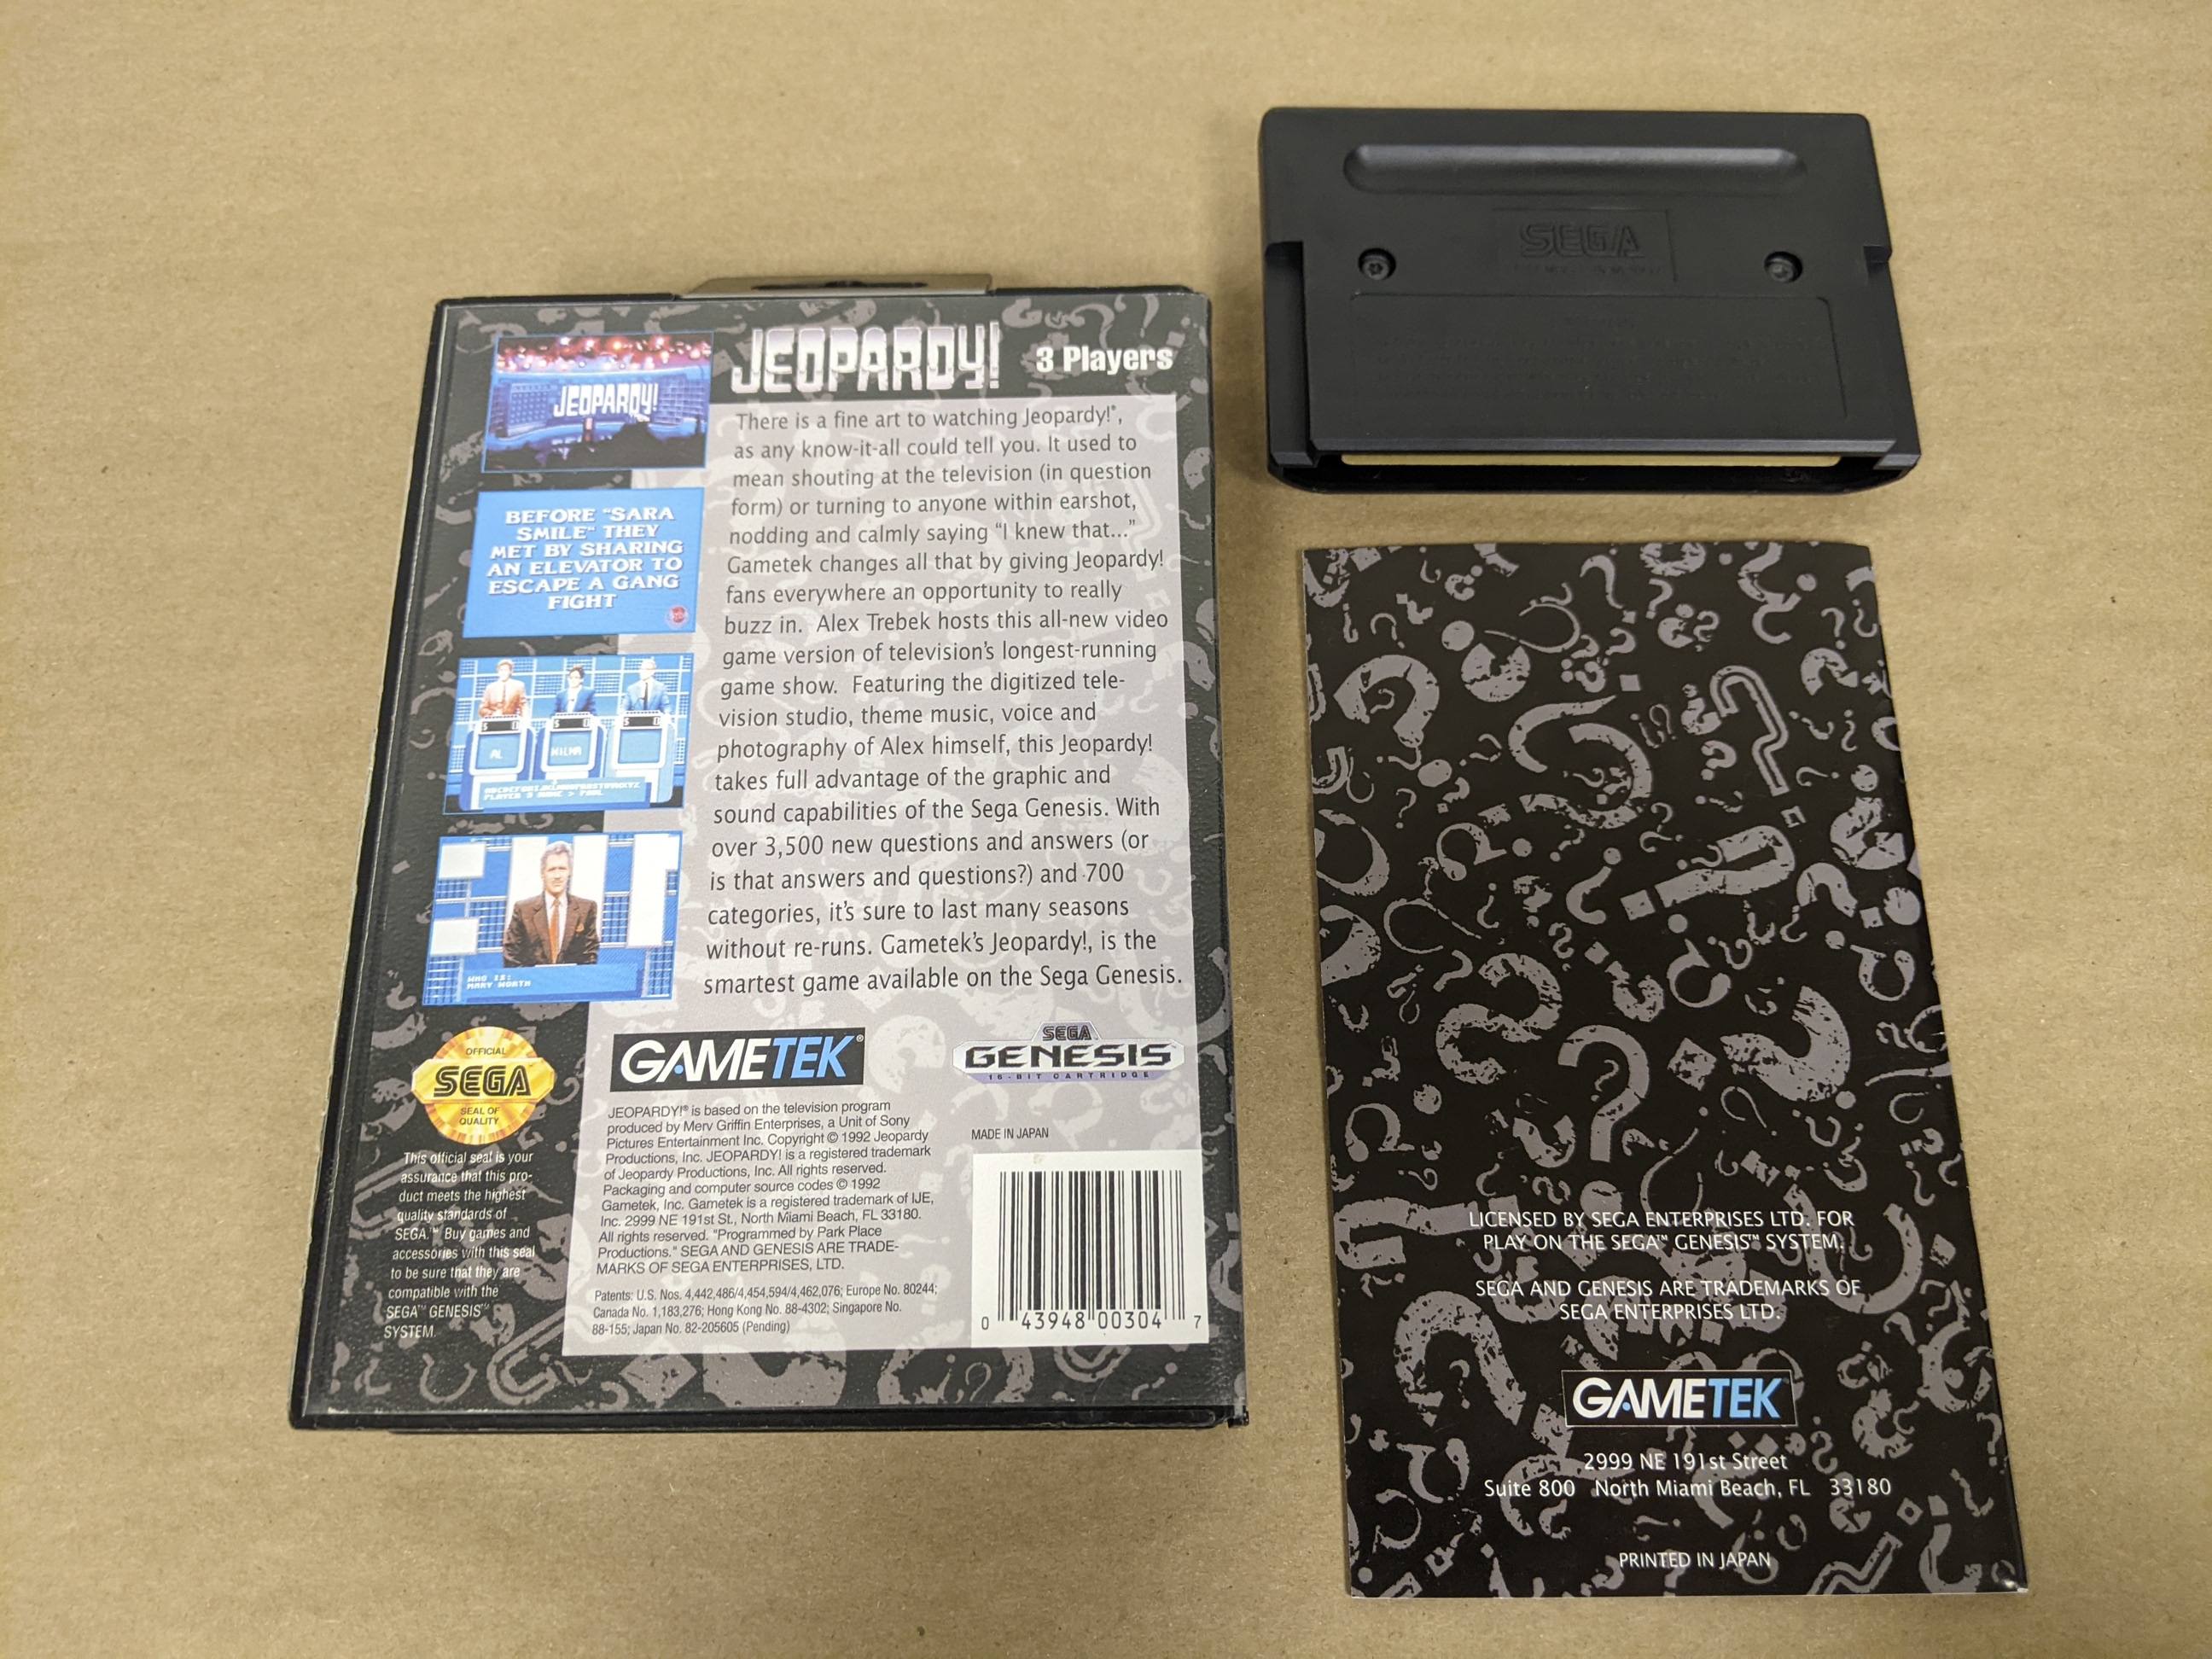 JEOPARDY!
3 Players
JEOPARDY!
BEFORE "SARA
SMILE" THEY
MET BY SHARING
AN ELEVATOR TO
ESCAPE A GANG
FIGHT
AL
WILMA
ABCDEFGHIJKLMNOPQRSTUVWXYZ
PLAYER 3 NAME > PAUL
WHO IS:
MARY WORTH
There is a fine art to watching Jeopardy!®,
as any know-it-all could tell you. It used to
mean shouting at the television (in question
form) or turning to anyone within earshot,
nodding and calmly saying “I knew that...”
Gametek changes all that by giving Jeopardy!
fans everywhere an opportunity to really
buzz in. Alex Trebek hosts this all-new video
game version of television's longest-running
game show. Featuring the digitized tele-
vision studio, theme music, voice and
photography of Alex himself, this Jeopardy!
takes full advantage of the graphic and
sound capabilities of the Sega Genesis. With
over 3,500 new questions and answers (or
is that answers and questions?) and 700
categories, it's sure to last many seasons
without re-runs. Gametek's Jeopardy!, is the
smartest game available on the Sega Genesis.
OFFICIAL
SEGA
SEAL OF
QUALITY
This official seal is your
assurance that this pro-
duct meets the highest
quality standards of
SEGA.™ Buy games and
accessories with this seal
to be sure that they are
compatible with the
SEGA™ GENESIS™
SYSTEM.
GAMETEK®
SEGA
GENESIS
16-BIT CARTRIDGE
JEOPARDY!® is based on the television program
produced by Merv Griffin Enterprises, a Unit of Sony
Pictures Entertainment Inc. Copyright © 1992 Jeopardy
Productions, Inc. JEOPARDY! is a registered trademark
of Jeopardy Productions, Inc. All rights reserved.
Packaging and computer source codes © 1992
Gametek, Inc. Gametek is a registered trademark of IJE,
Inc. 2999 NE 191st St., North Miami Beach, FL 33180.
All rights reserved. "Programmed by Park Place
Productions." SEGA AND GENESIS ARE TRADE-
MARKS OF SEGA ENTERPRISES, LTD.
Patents: U.S. Nos. 4,442,486/4,454,594/4,462,076; Europe No. 80244;
Canada No. 1,183,276; Hong Kong No. 88-4302; Singapore No.
88-155; Japan No. 82-205605 (Pending)
MADE IN JAPAN
0 43948 00304 7
SEGA
LICENSED BY SEGA ENTERPRISES LTD. FOR
PLAY ON THE SEGA™ GENESIS™ SYSTEM.
SEGA AND GENESIS ARE TRADEMARKS OF
SEGA ENTERPRISES LTD.
GAMETEK
2999 NE 191st Street
Suite 800 North Miami Beach, FL 33180
PRINTED IN JAPAN